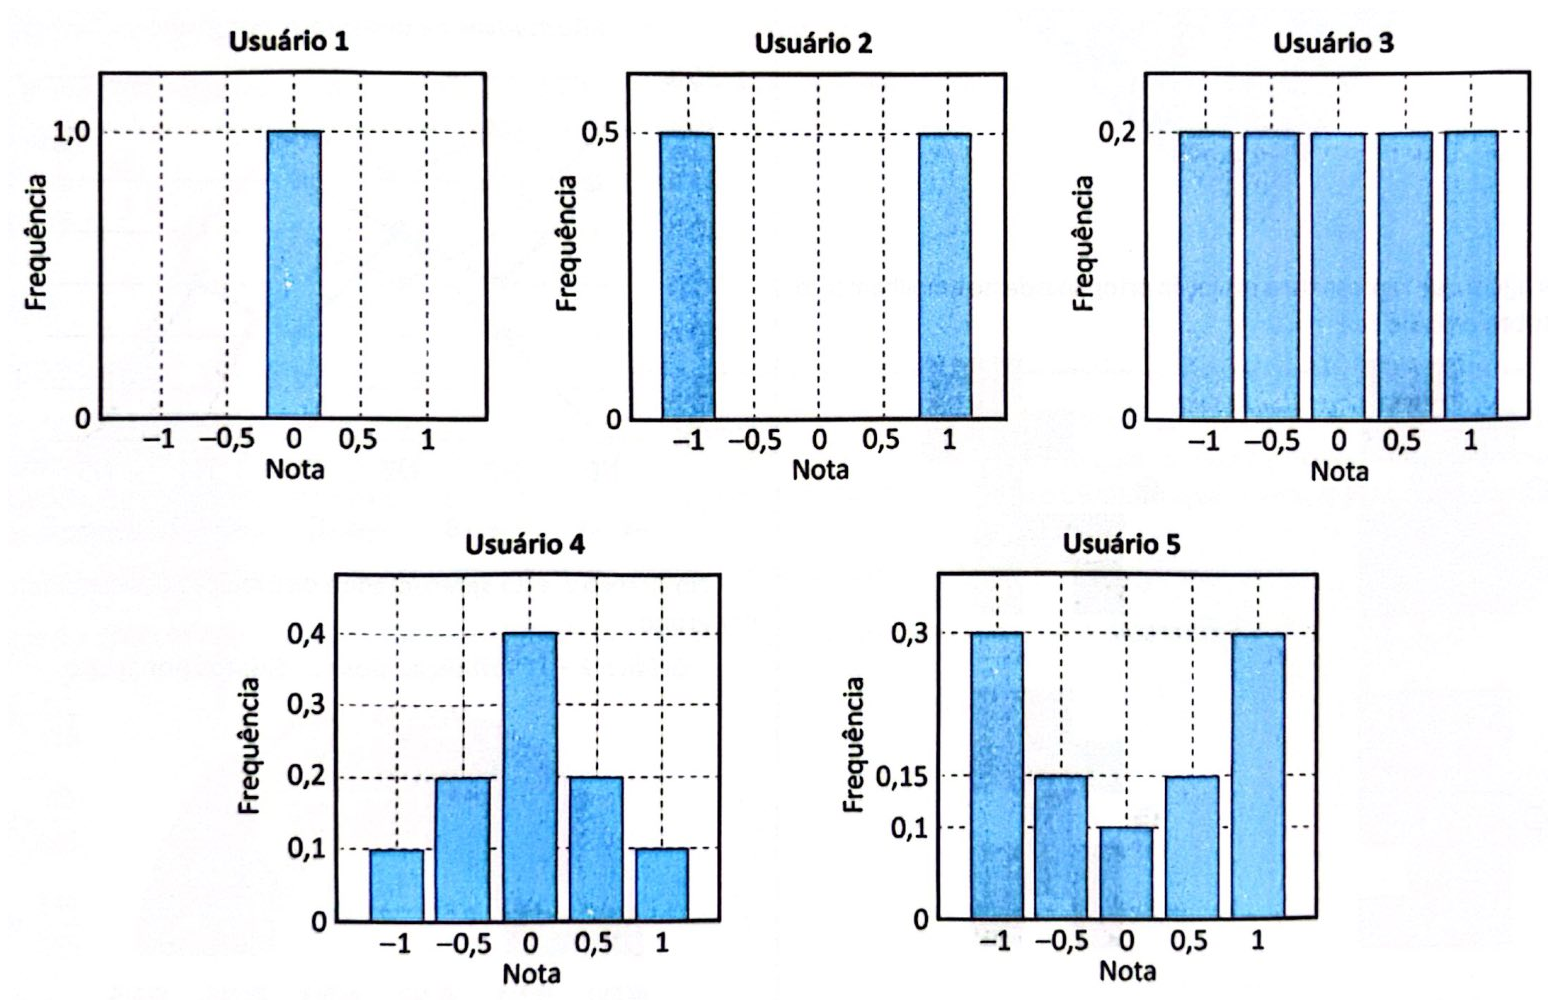 Usuário 1
1,0
0
Frequência
–1 –0,5 0 0,5 1
Nota
Usuário 2
0,5
0
Frequência
–1 –0,5 0 0,5 1
Nota
Usuário 3
0,2
0
Frequência
–1 –0,5 0 0,5 1
Nota
Usuário 4
0,4
0,3
0,2
0,1
0
Frequência
–1 –0,5 0 0,5 1
Nota
Usuário 5
0,3
0,15
0,1
0
Frequência
–1 –0,5 0 0,5 1
Nota